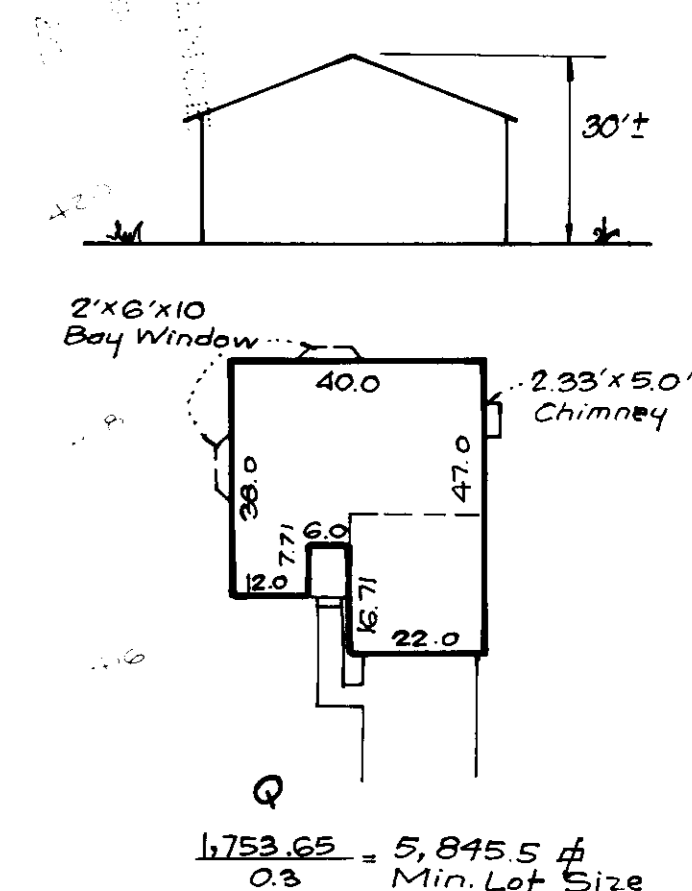 30'±
2'x6'x10
Bay Window
40.0
2.33'x5.0'
Chimney
38.0
47.0
7.71
6.0
12.0
16.71
22.0
Q
1,753.65
0.3
= 5,845.5
Min. Lot Size